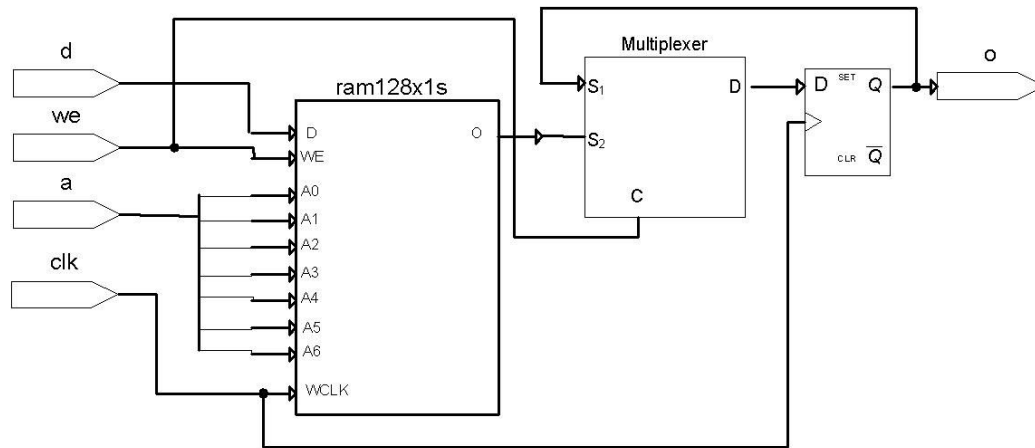 d
we
a
clk
ram128x1s
D
WE
A0
A1
A2
A3
A4
A5
A6
WCLK
O
Multiplexer
S1
S2
D
C
D
SET
Q
CLR
Q̅
o